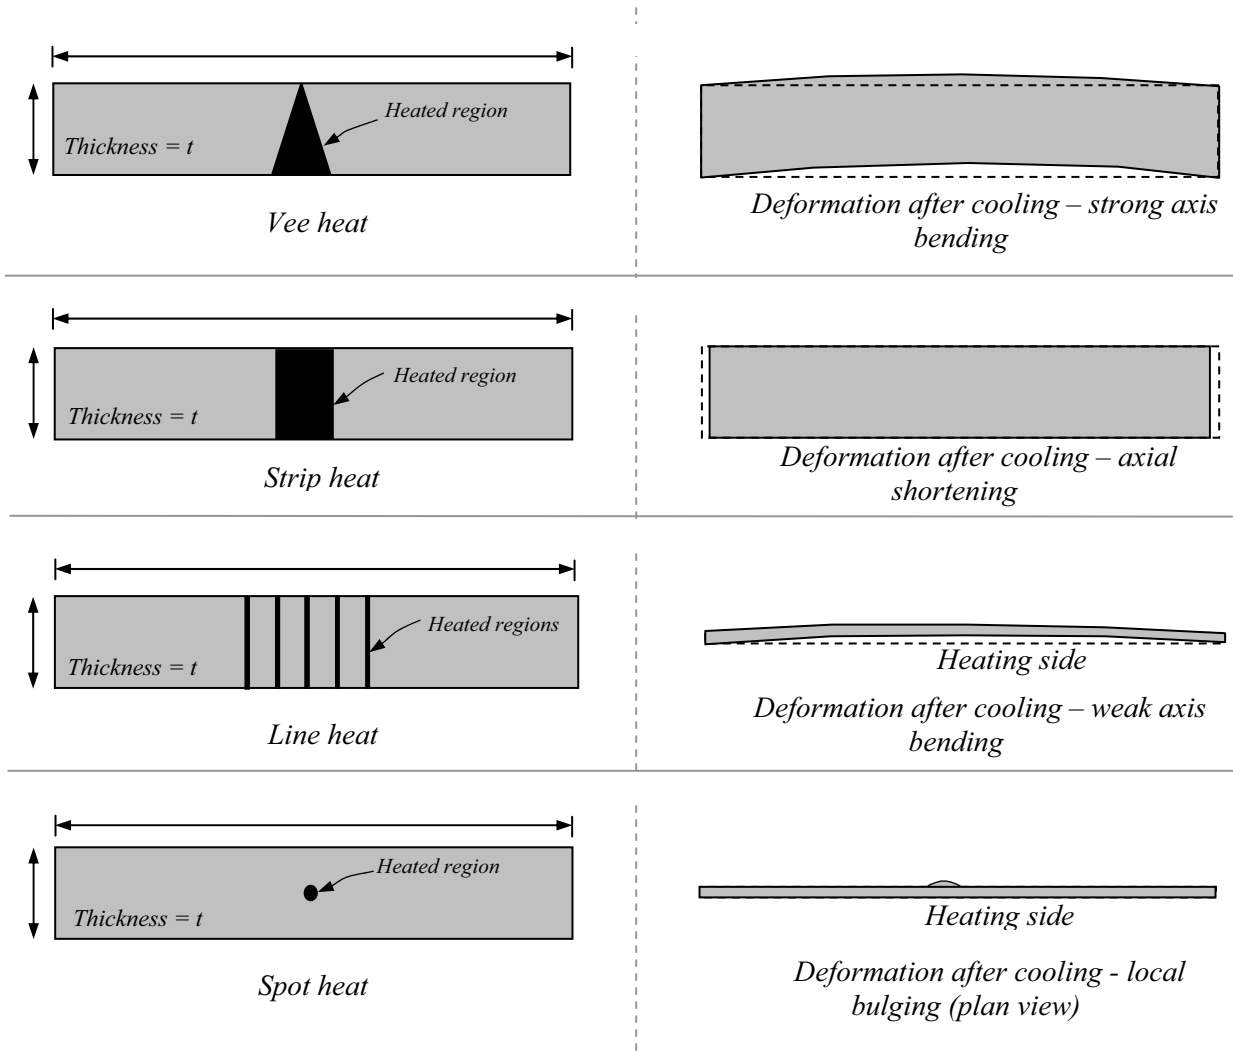 Heated region
Thickness = t
Vee heat
Deformation after cooling – strong axis
bending
Heated region
Thickness = t
Strip heat
Deformation after cooling – axial
shortening
Heated regions
Thickness = t
Line heat
Heating side
Deformation after cooling – weak axis
bending
Heated region
Thickness = t
Spot heat
Heating side
Deformation after cooling - local
bulging (plan view)